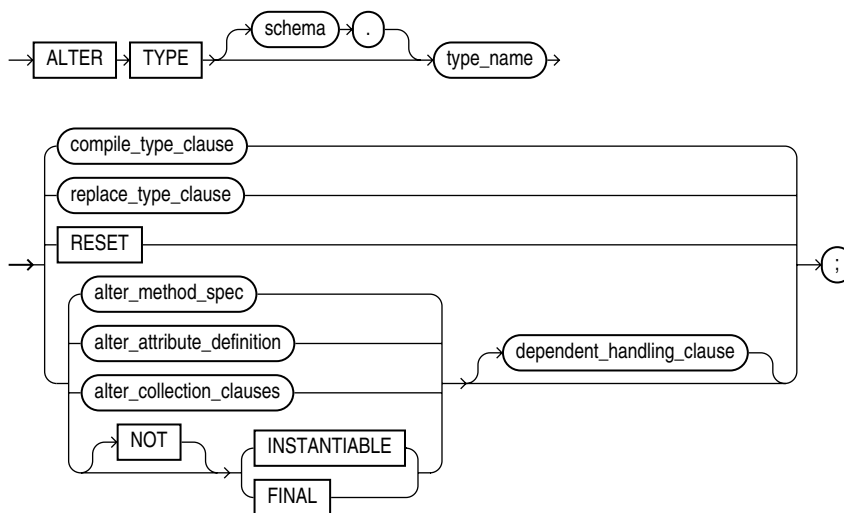 schema .
ALTER TYPE type_name
compile_type_clause
replace_type_clause
RESET
;
alter_method_spec
alter_attribute_definition dependent_handling_clause
alter_collection_clauses
NOT INSTANTIABLE
FINAL